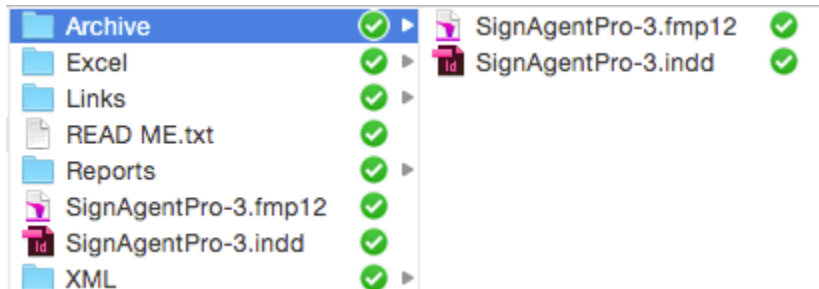 Archive
Excel
Links
READ ME.txt
Reports
SignAgentPro-3.fmp12
SignAgentPro-3.indd
XML
SignAgentPro-3.fmp12
SignAgentPro-3.indd